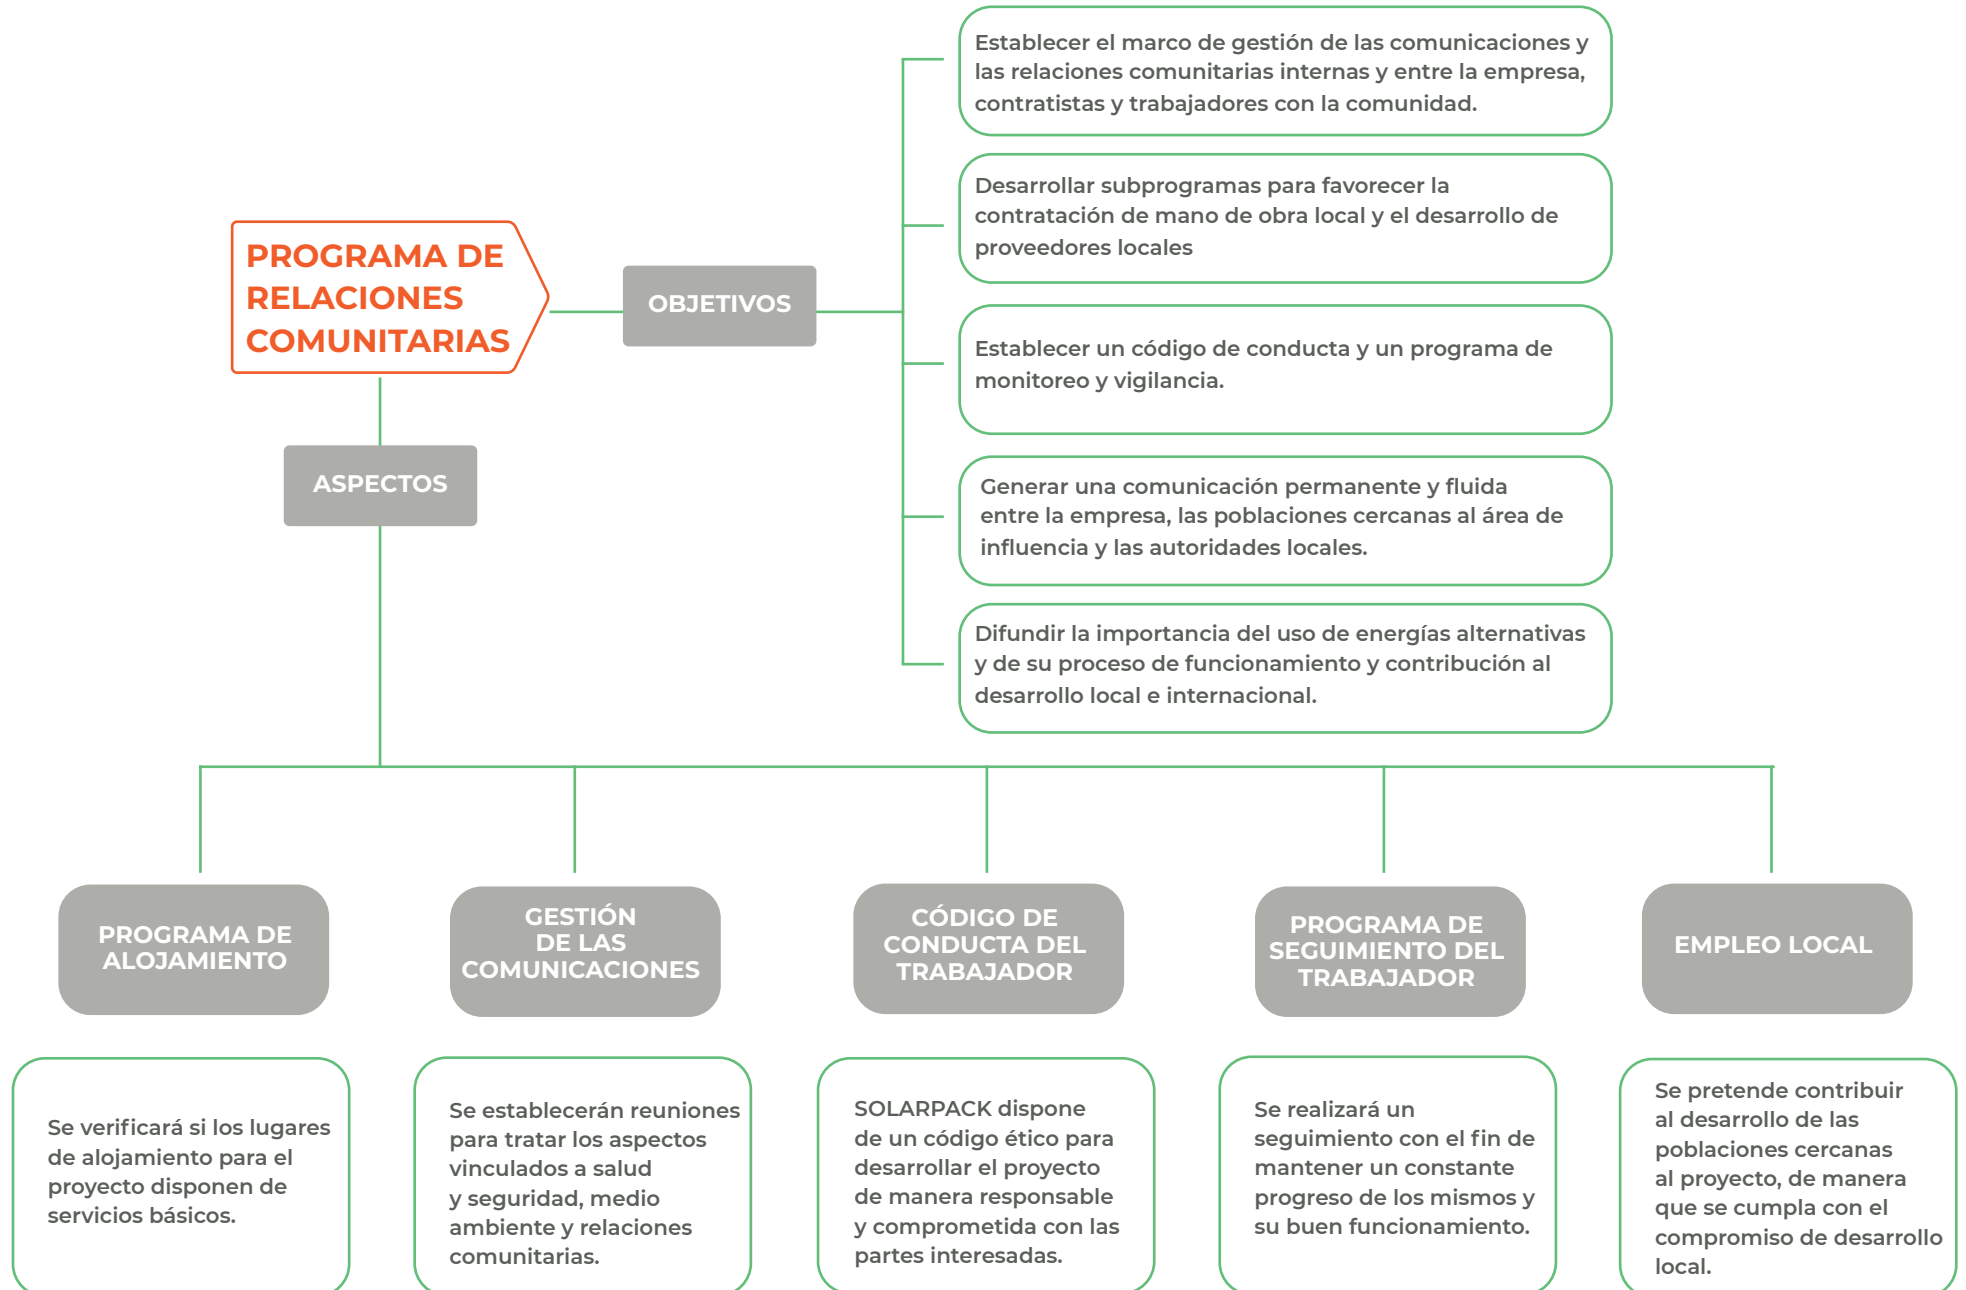 PROGRAMA DE
RELACIONES
COMUNITARIAS
OBJETIVOS
Establecer el marco de gestión de las comunicaciones y
las relaciones comunitarias internas y entre la empresa,
contratistas y trabajadores con la comunidad.
Desarrollar subprogramas para favorecer la
contratación de mano de obra local y el desarrollo de
proveedores locales
Establecer un código de conducta y un programa de
monitoreo y vigilancia.
Generar una comunicación permanente y fluida
entre la empresa, las poblaciones cercanas al área de
influencia y las autoridades locales.
Difundir la importancia del uso de energías alternativas
y de su proceso de funcionamiento y contribución al
desarrollo local e internacional.
ASPECTOS
PROGRAMA DE
ALOJAMIENTO
Se verificará si los lugares
de alojamiento para el
proyecto disponen de
servicios básicos.
GESTIÓN
DE LAS
COMUNICACIONES
Se establecerán reuniones
para tratar los aspectos
vinculados a salud
y seguridad, medio
ambiente y relaciones
comunitarias.
CÓDIGO DE
CONDUCTA DEL
TRABAJADOR
SOLARPACK dispone
de un código ético para
desarrollar el proyecto
de manera responsable
y comprometida con las
partes interesadas.
PROGRAMA DE
SEGUIMIENTO DEL
TRABAJADOR
Se realizará un
seguimiento con el fin de
mantener un constante
progreso de los mismos y
su buen funcionamiento.
EMPLEO LOCAL
Se pretende contribuir
al desarrollo de las
poblaciones cercanas
al proyecto, de manera
que se cumpla con el
compromiso de desarrollo
local.